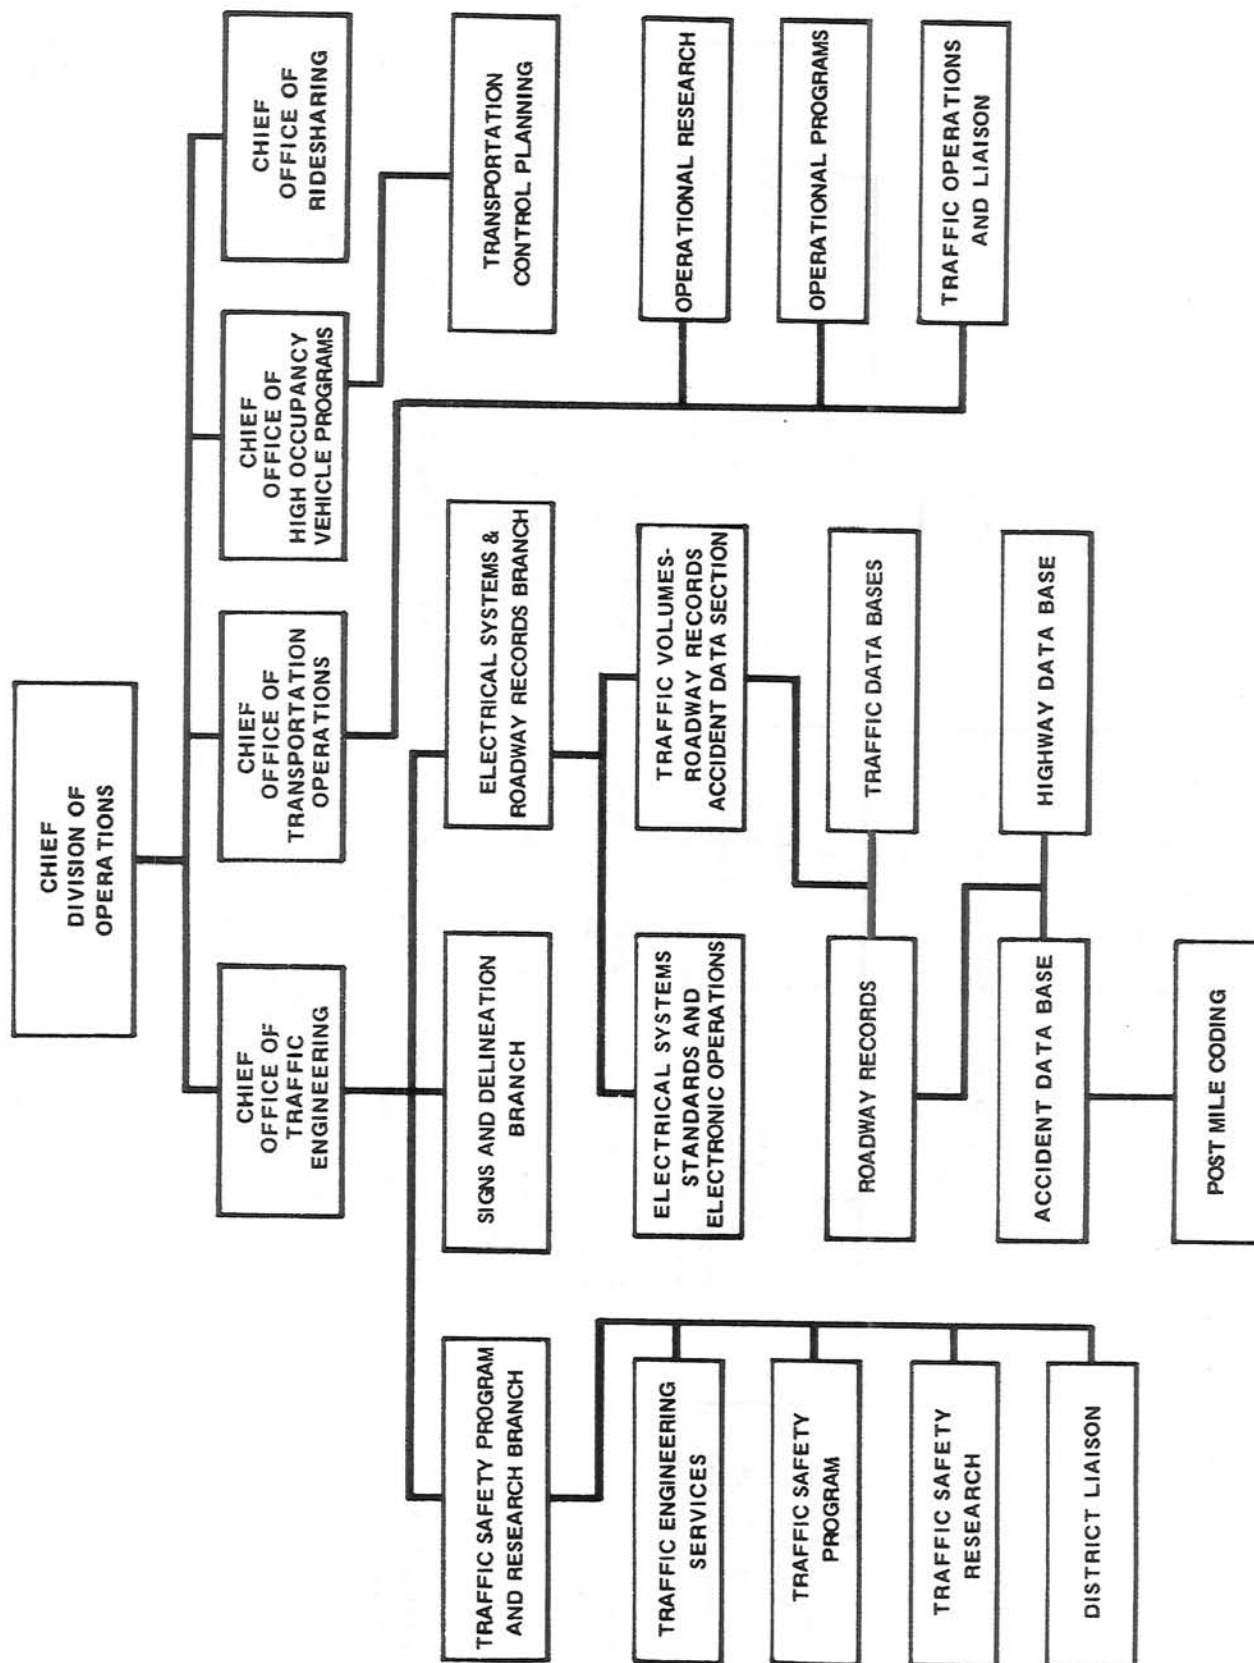 CHIEF
DIVISION OF
OPERATIONS
CHIEF
OFFICE OF
TRAFFIC
ENGINEERING
CHIEF
OFFICE OF
TRANSPORTATION
OPERATIONS
CHIEF
OFFICE OF
HIGH OCCUPANCY
VEHICLE PROGRAMS
CHIEF
OFFICE OF
RIDESHARING
TRAFFIC SAFETY PROGRAM
AND RESEARCH BRANCH
SIGNS AND DELINEATION
BRANCH
ELECTRICAL SYSTEMS &
ROADWAY RECORDS BRANCH
TRANSPORTATION
CONTROL PLANNING
TRAFFIC ENGINEERING
SERVICES
ELECTRICAL SYSTEMS
STANDARDS AND
ELECTRONIC OPERATIONS
TRAFFIC VOLUMES-
ROADWAY RECORDS
ACCIDENT DATA SECTION
OPERATIONAL RESEARCH
TRAFFIC SAFETY
PROGRAM
ROADWAY RECORDS
TRAFFIC DATA BASES
OPERATIONAL PROGRAMS
TRAFFIC SAFETY
RESEARCH
TRAFFIC OPERATIONS
AND LIAISON
DISTRICT LIAISON
ACCIDENT DATA BASE
HIGHWAY DATA BASE
POST MILE CODING